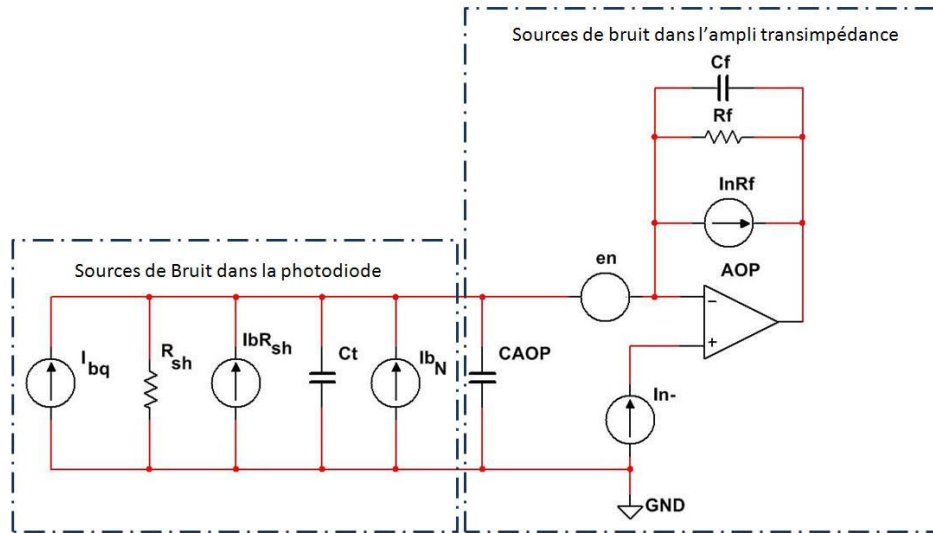 Sources de bruit dans l'ampli transimpédance
Cf
Rf
InRf
AOP
en
Sources de Bruit dans la photodiode
Ibq
Rsh
IbRsh
Ct
IbN
CAOP
In-
GND